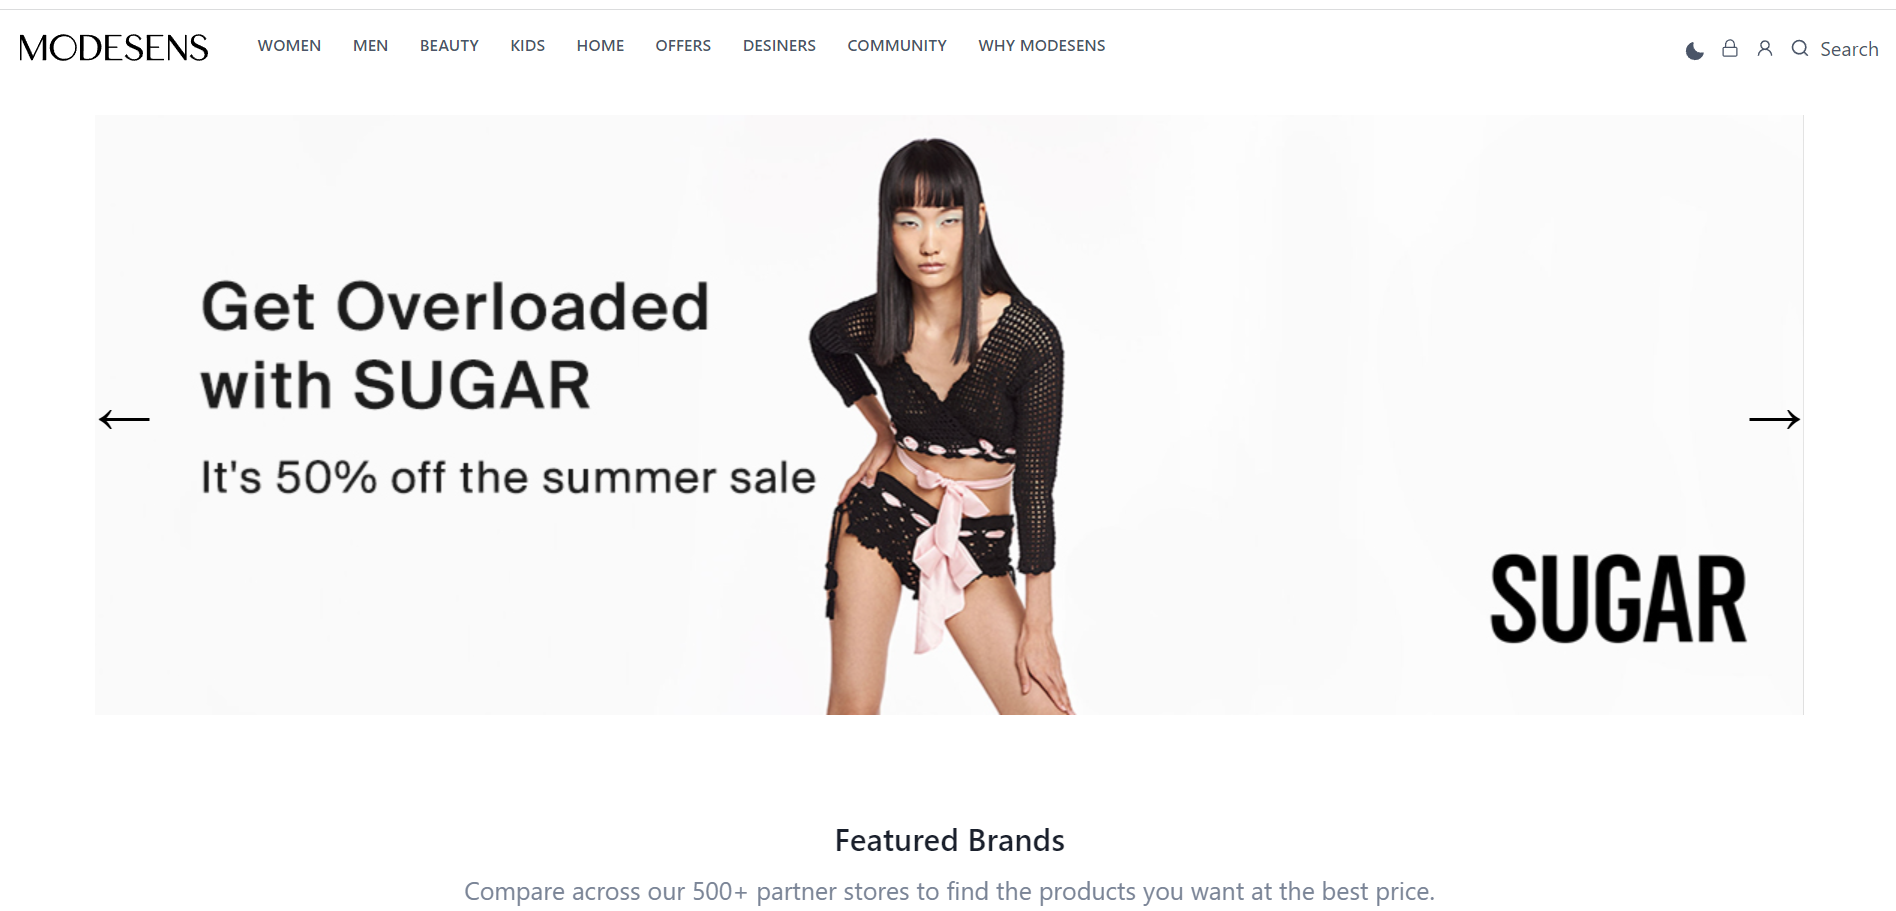 MODESENS
WOMEN MEN BEAUTY KIDS HOME OFFERS DESINERS COMMUNITY WHY MODESENS
Search
Get Overloaded
with SUGAR
It's 50% off the summer sale
SUGAR
Featured Brands
Compare across our 500+ partner stores to find the products you want at the best price.